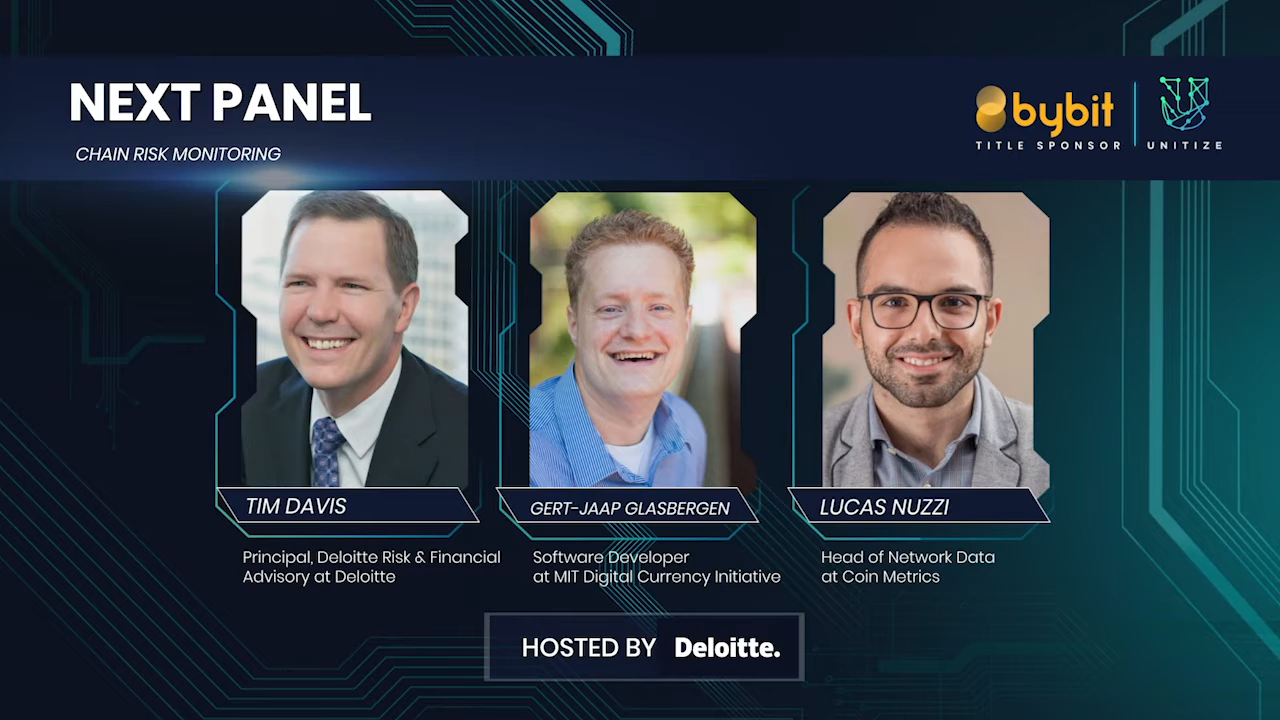 NEXT PANEL
CHAIN RISK MONITORING
bybit
TITLE SPONSOR
UNITIZE
TIM DAVIS
Principal, Deloitte Risk & Financial
Advisory at Deloitte
GERT-JAAP GLASBERGEN
Software Developer
at MIT Digital Currency Initiative
LUCAS NUZZI
Head of Network Data
at Coin Metrics
HOSTED BY Deloitte.